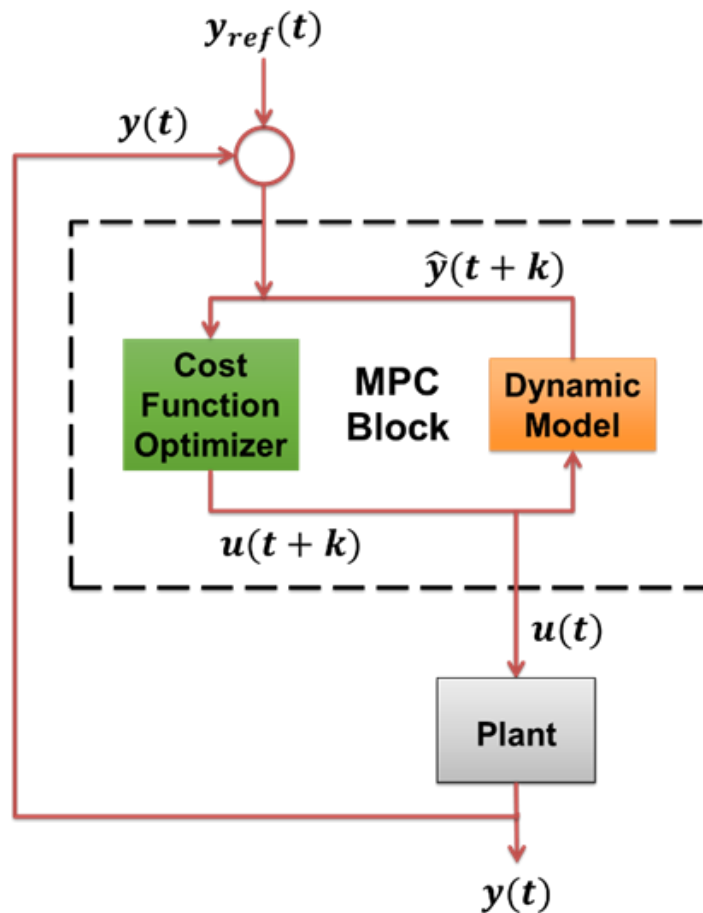 y_ref(t)
y(t)
ŷ(t + k)
Cost
Function
Optimizer
MPC
Block
Dynamic
Model
u(t + k)
u(t)
Plant
y(t)